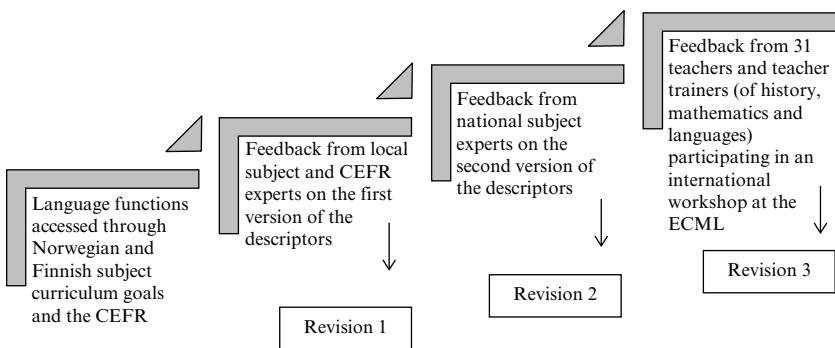 Language functions
accessed through
Norwegian and
Finnish subject
curriculum goals
and the CEFR
Feedback from local
subject and CEFR
experts on the first
version of the
descriptors
Revision 1
Feedback from
national subject
experts on the
second version of
the descriptors
Revision 2
Feedback from 31
teachers and teacher
trainers (of history,
mathematics and
languages)
participating in an
international
workshop at the
ECML
Revision 3